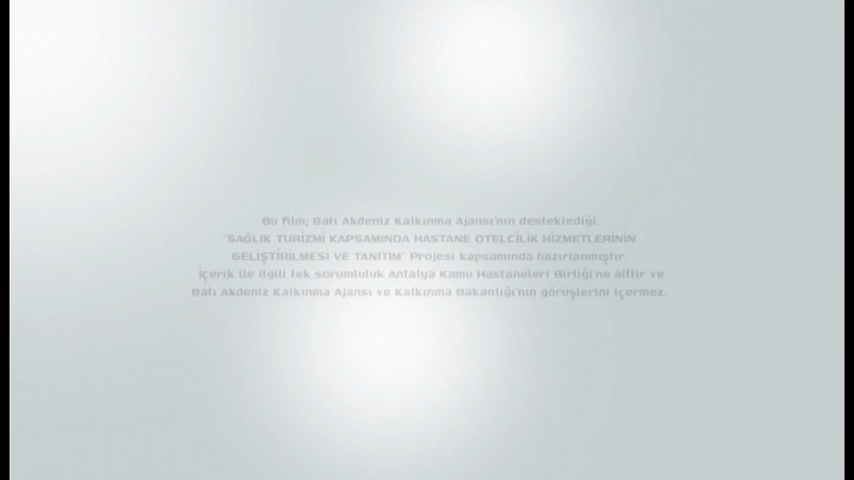 Bu film; Batı Akdeniz Kalkınma Ajansı'nın desteklediği
"SAĞLIK TURİZMİ KAPSAMINDA HASTANE OTELCİLİK HİZMETLERİNİN
GELİŞTİRİLMESİ VE TANITIM" Projesi kapsamında hazırlanmıştır.
İçerik ile ilgili tek sorumluluk Antalya Kamu Hastaneleri Birliği'ne aittir ve
Batı Akdeniz Kalkınma Ajansı ve Kalkınma Bakanlığı'nın görüşlerini içermez.